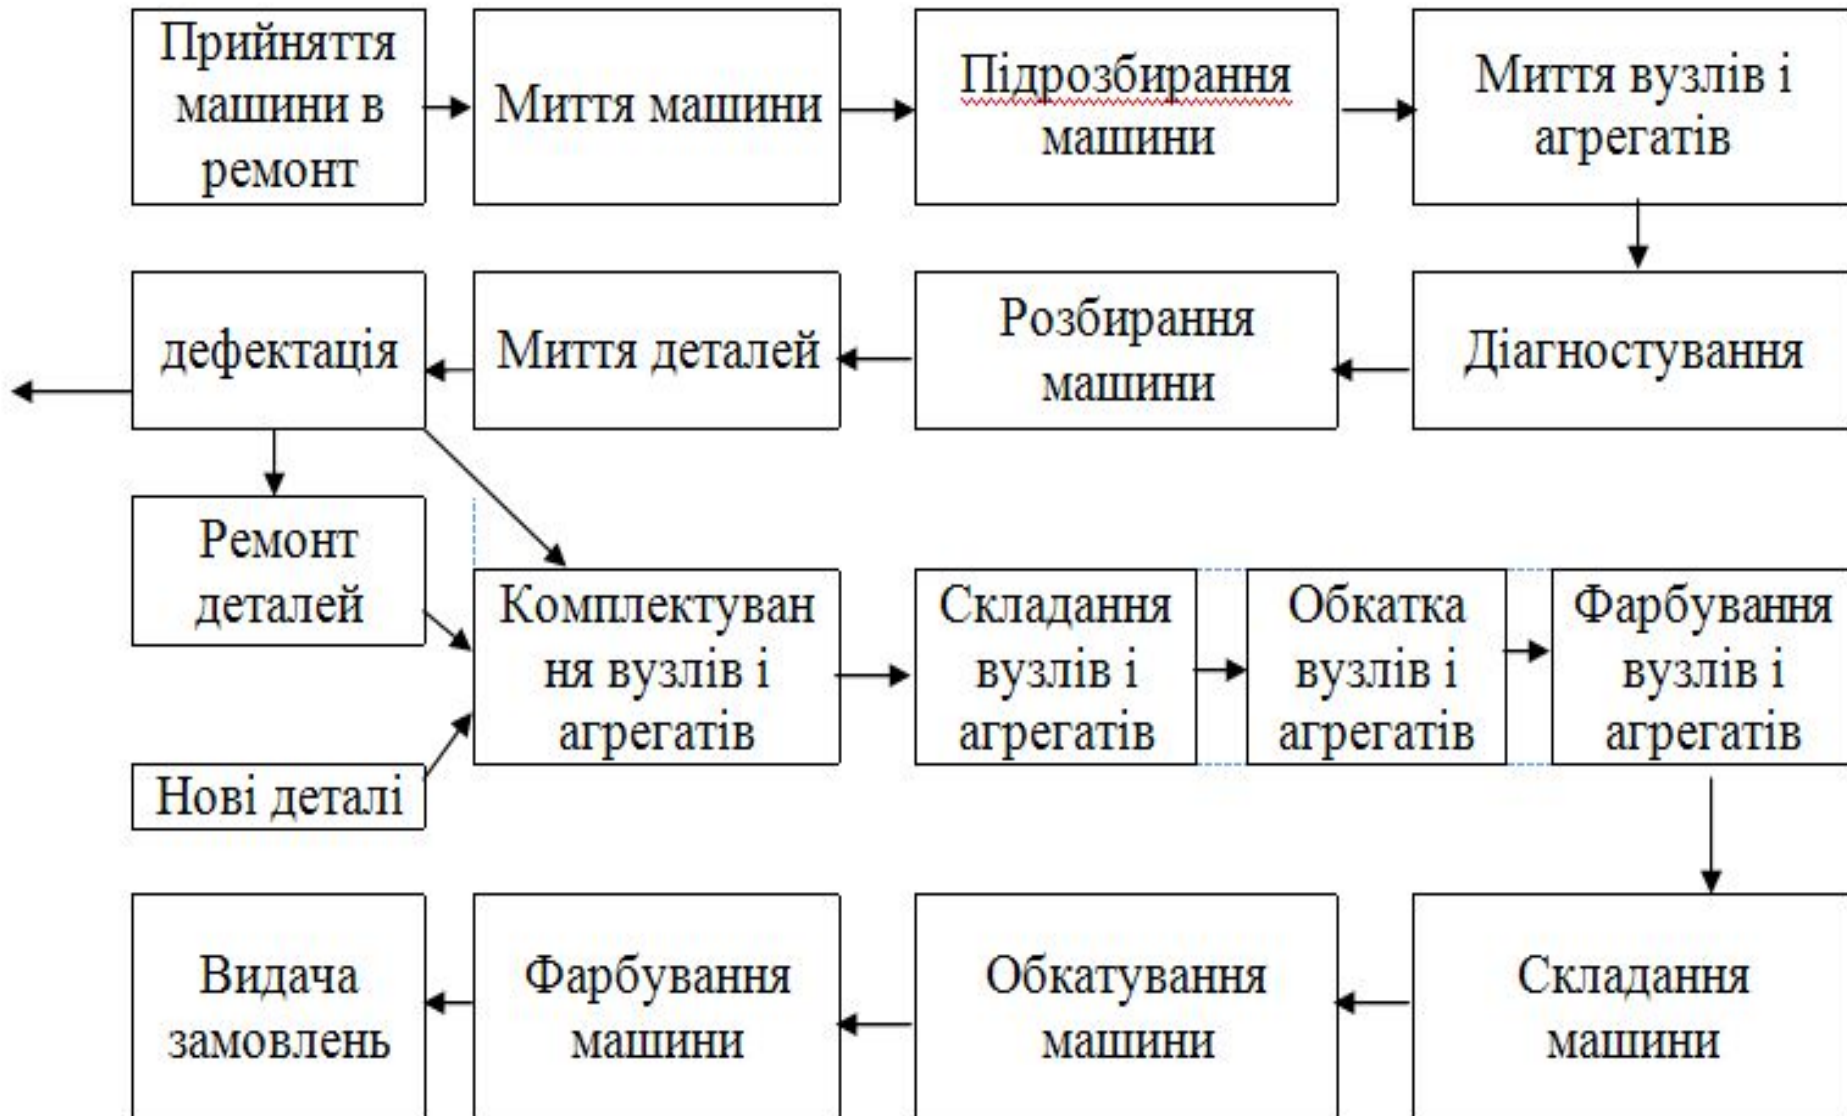 Прийняття
машини в
ремонт
Миття машини
Підрозбирання
машини
Миття вузлів і
агрегатів
дефектація
Миття деталей
Розбирання
машини
Діагностування
Ремонт
деталей
Нові деталі
Комплектуван
ня вузлів і
агрегатів
Складання
вузлів і
агрегатів
Обкатка
вузлів і
агрегатів
Фарбування
вузлів і
агрегатів
Видача
замовлень
Фарбування
машини
Обкатування
машини
Складання
машини